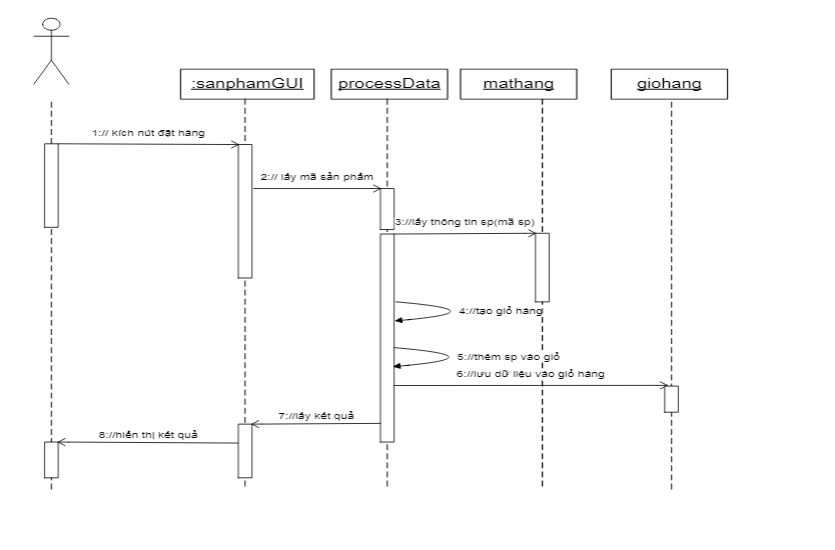 :sanphamGUI
processData
mathang
giohang
1:// kích nút đặt hàng
2:// lấy mã sản phẩm
3://lấy thông tin sp(mã sp)
4://tạo giỏ hàng
5://thêm sp vào giỏ
6://lưu dữ liệu vào giỏ hàng
7://lấy kết quả
8://hiển thị kết quả